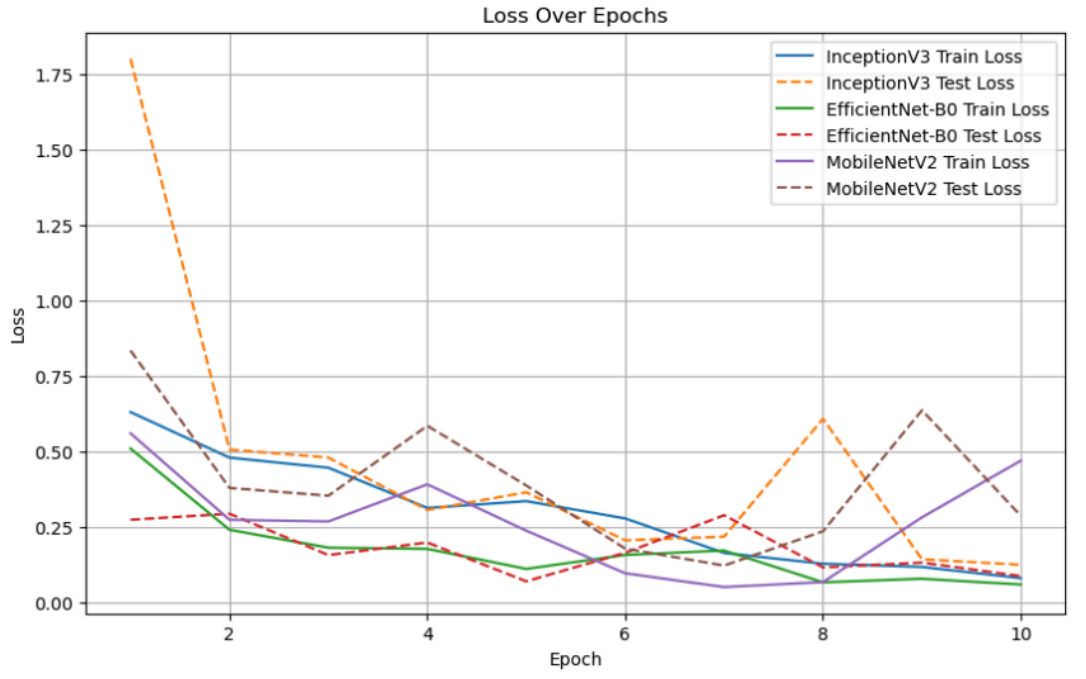 Loss Over Epochs
InceptionV3 Train Loss
InceptionV3 Test Loss
EfficientNet-B0 Train Loss
EfficientNet-B0 Test Loss
MobileNetV2 Train Loss
MobileNetV2 Test Loss
Loss
1.75
1.50
1.25
1.00
0.75
0.50
0.25
0.00
2 4 6 8 10
Epoch